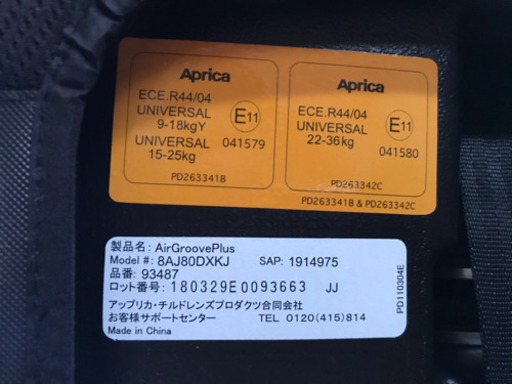 Aprica
ECE.R44/04
UNIVERSAL
9-18kgY
UNIVERSAL
15-25kg
E11
041579
PD263341B
Aprica
ECE.R44/04
UNIVERSAL
22-36kg
E11
041580
PD263342C
PD263341B & PD263342C
製品名: AirGroovePlus
Model #: 8AJ80DXKJ SAP: 1914975
品番: 93487
ロット番号: 180329E0093663 JJ
アップリカ・チルドレンズプロダクツ合同会社
お客様サポートセンター TEL 0120(415)814
Made in China
PD110304E